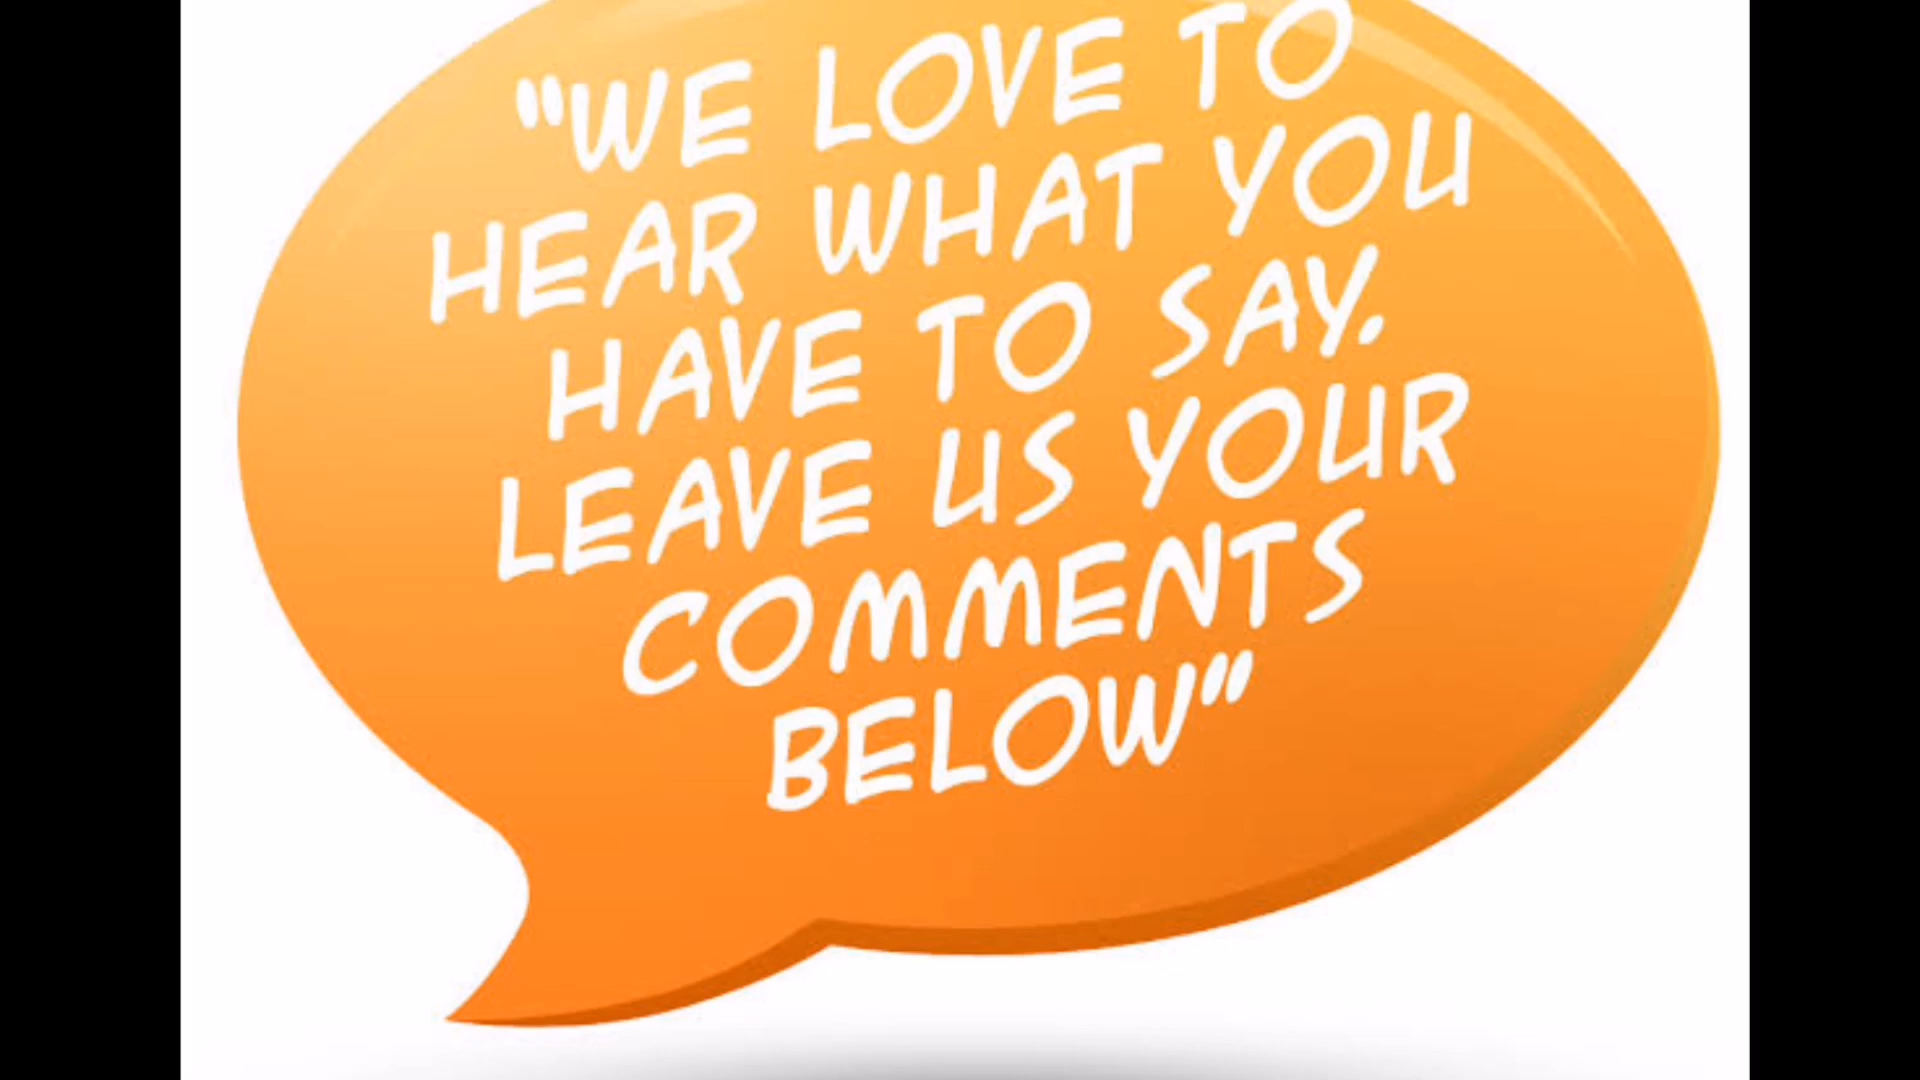 "WE LOVE TO
HEAR WHAT YOU
HAVE TO SAY.
LEAVE US YOUR
COMMENTS
BELOW"